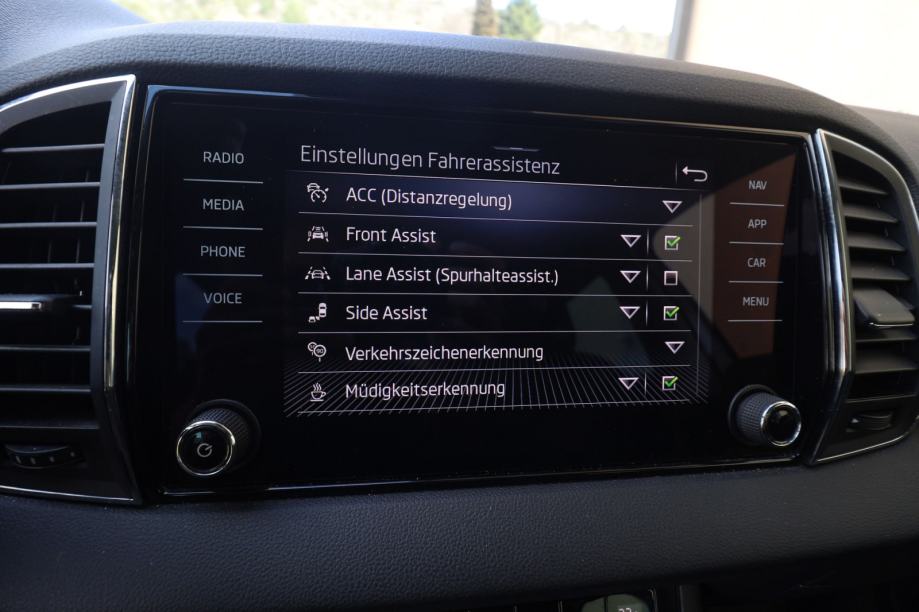 RADIO
MEDIA
PHONE
VOICE
Einstellungen Fahrerassistenz
ACC (Distanzregelung)
Front Assist
Lane Assist (Spurhalteassist.)
Side Assist
Verkehrszeichenerkennung
Müdigkeitserkennung
NAV
APP
CAR
MENU